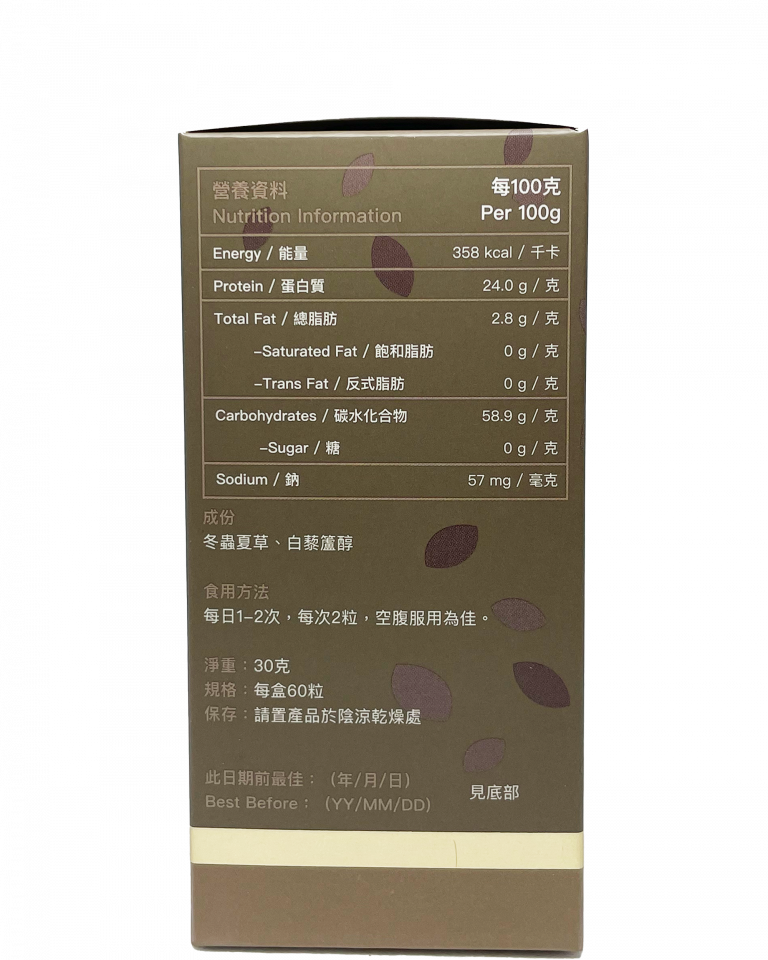 營養資料 每100克
Nutrition Information Per 100g
Energy / 能量 358 kcal / 千卡
Protein / 蛋白質 24.0 g / 克
Total Fat / 總脂肪 2.8 g / 克
–Saturated Fat / 飽和脂肪 0 g / 克
–Trans Fat / 反式脂肪 0 g / 克
Carbohydrates / 碳水化合物 58.9 g / 克
–Sugar / 糖 0 g / 克
Sodium / 鈉 57 mg / 毫克
成份
冬蟲夏草、白藜蘆醇
食用方法
每日1–2次，每次2粒，空腹服用為佳。
淨重：30克
規格：每盒60粒
保存：請置產品於陰涼乾燥處
此日期前最佳：（年/月/日）
Best Before：（YY/MM/DD） 見底部